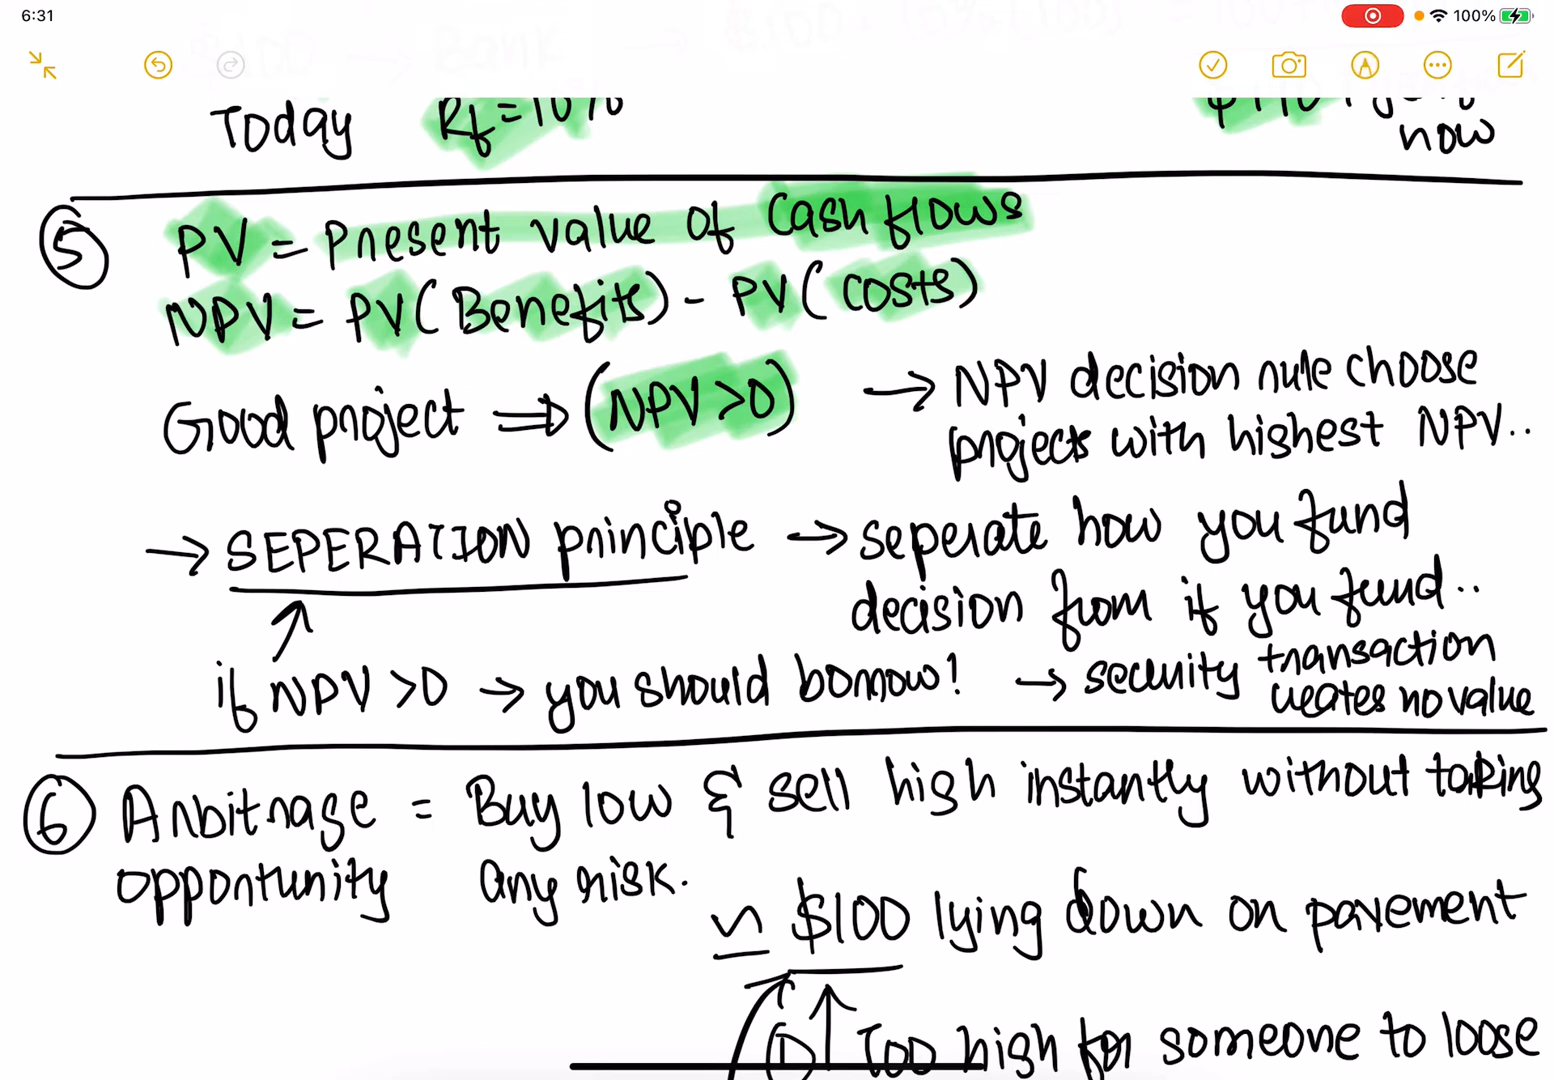 6:31
100%
Today Rf=10% now
⑤ PV = Present value of Cash flows
NPV = PV(Benefits) - PV(Costs)
Good project ⇒ (NPV>0) → NPV decision rule choose
projects with highest NPV..
→ SEPERATION principle → seperate how you fund
decision from if you fund..
if NPV >0 → you should borrow! → security transaction
creates no value
⑥ Arbitrage = Buy low & sell high instantly without taking
opportunity any risk.
≃ $100 lying down on pavement
① Too high for someone to loose